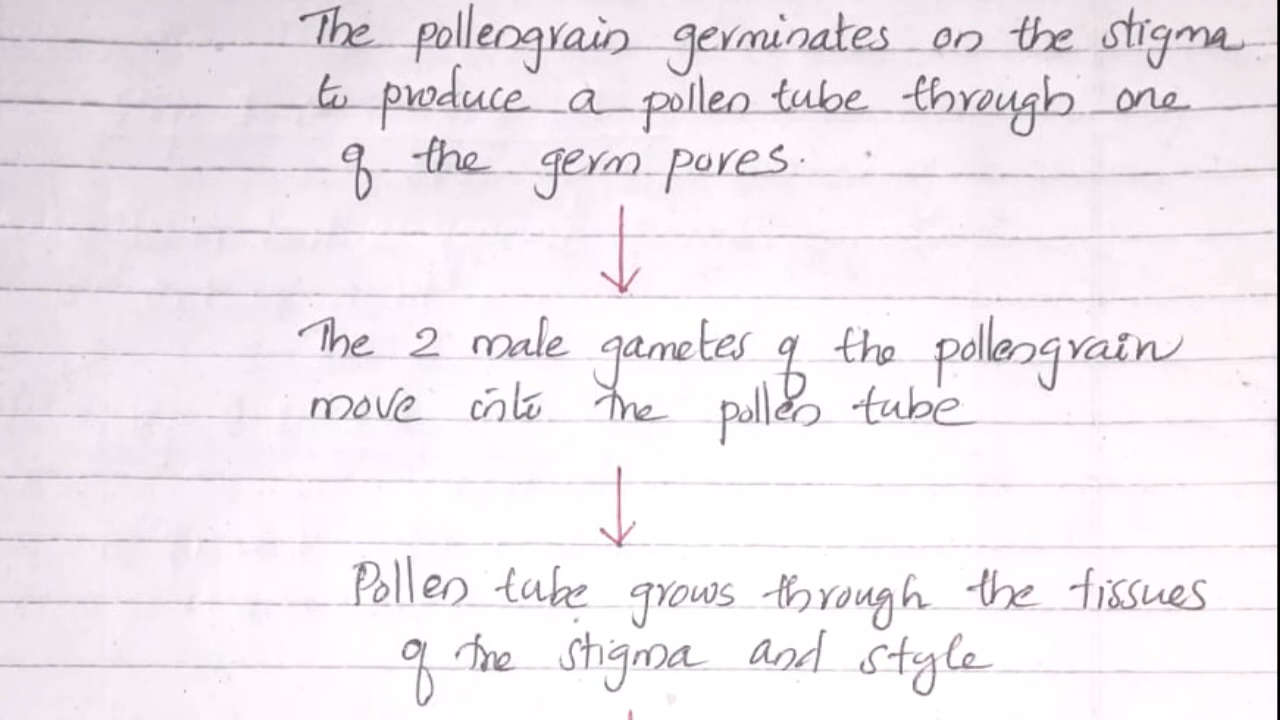 The pollengrain germinates on the stigma
to produce a pollen tube through one
of the germ pores.
The 2 male gametes of the pollengrain
move into the pollen tube
Pollen tube grows through the tissues
of the stigma and style